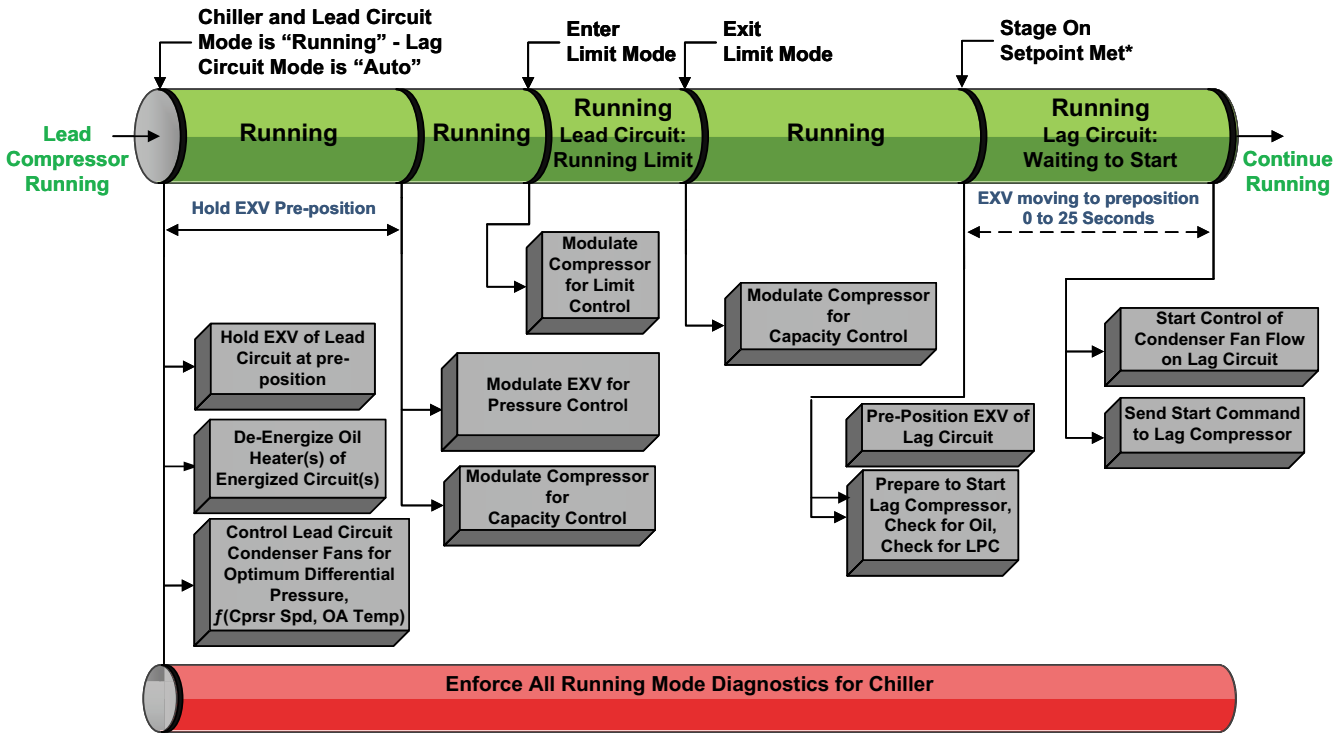 Chiller and Lead Circuit
Mode is “Running” - Lag
Circuit Mode is “Auto”
Enter
Limit Mode
Exit
Limit Mode
Stage On
Setpoint Met*
Lead
Compressor
Running
Running
Running
Running
Lead Circuit:
Running Limit
Running
Running
Lag Circuit:
Waiting to Start
Continue
Running
Hold EXV Pre-position
EXV moving to preposition
0 to 25 Seconds
Modulate
Compressor
for Limit
Control
Modulate Compressor
for
Capacity Control
Hold EXV of Lead
Circuit at pre-
position
Start Control of
Condenser Fan Flow
on Lag Circuit
Modulate EXV for
Pressure Control
Pre-Position EXV of
Lag Circuit
Send Start Command
to Lag Compressor
De-Energize Oil
Heater(s) of
Energized Circuit(s)
Modulate Compressor
for
Capacity Control
Prepare to Start
Lag Compressor,
Check for Oil,
Check for LPC
Control Lead Circuit
Condenser Fans for
Optimum Differential
Pressure,
ƒ(Cprsr Spd, OA Temp)
Enforce All Running Mode Diagnostics for Chiller